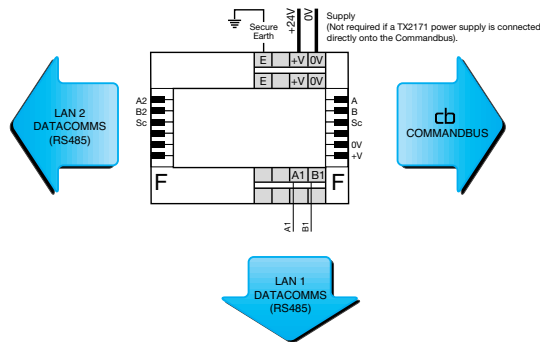 Secure
Earth
+24V
0V
Supply
(Not required if a TX2171 power supply is connected
directly onto the Commandbus).
E +V 0V
E +V 0V
LAN 2
DATACOMMS
(RS485)
A2
B2
Sc
A
B
Sc
0V
+V
cb
COMMANDBUS
F
A1 B1
F
A1
B1
LAN 1
DATACOMMS
(RS485)